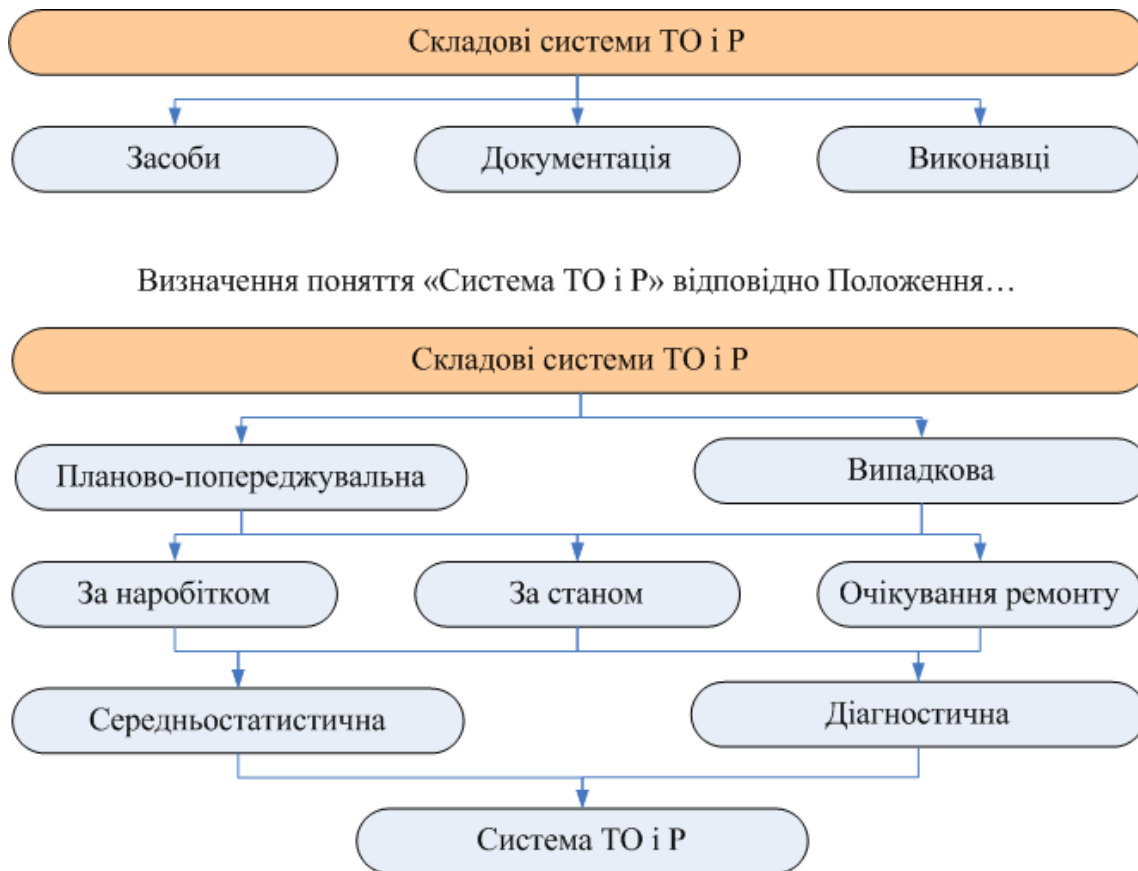 Складові системи ТО і Р
Засоби
Документація
Виконавці
Визначення поняття «Система ТО і Р» відповідно Положення…
Складові системи ТО і Р
Планово-попереджувальна
Випадкова
За наробітком
За станом
Очікування ремонту
Середньостатистична
Діагностична
Система ТО і Р